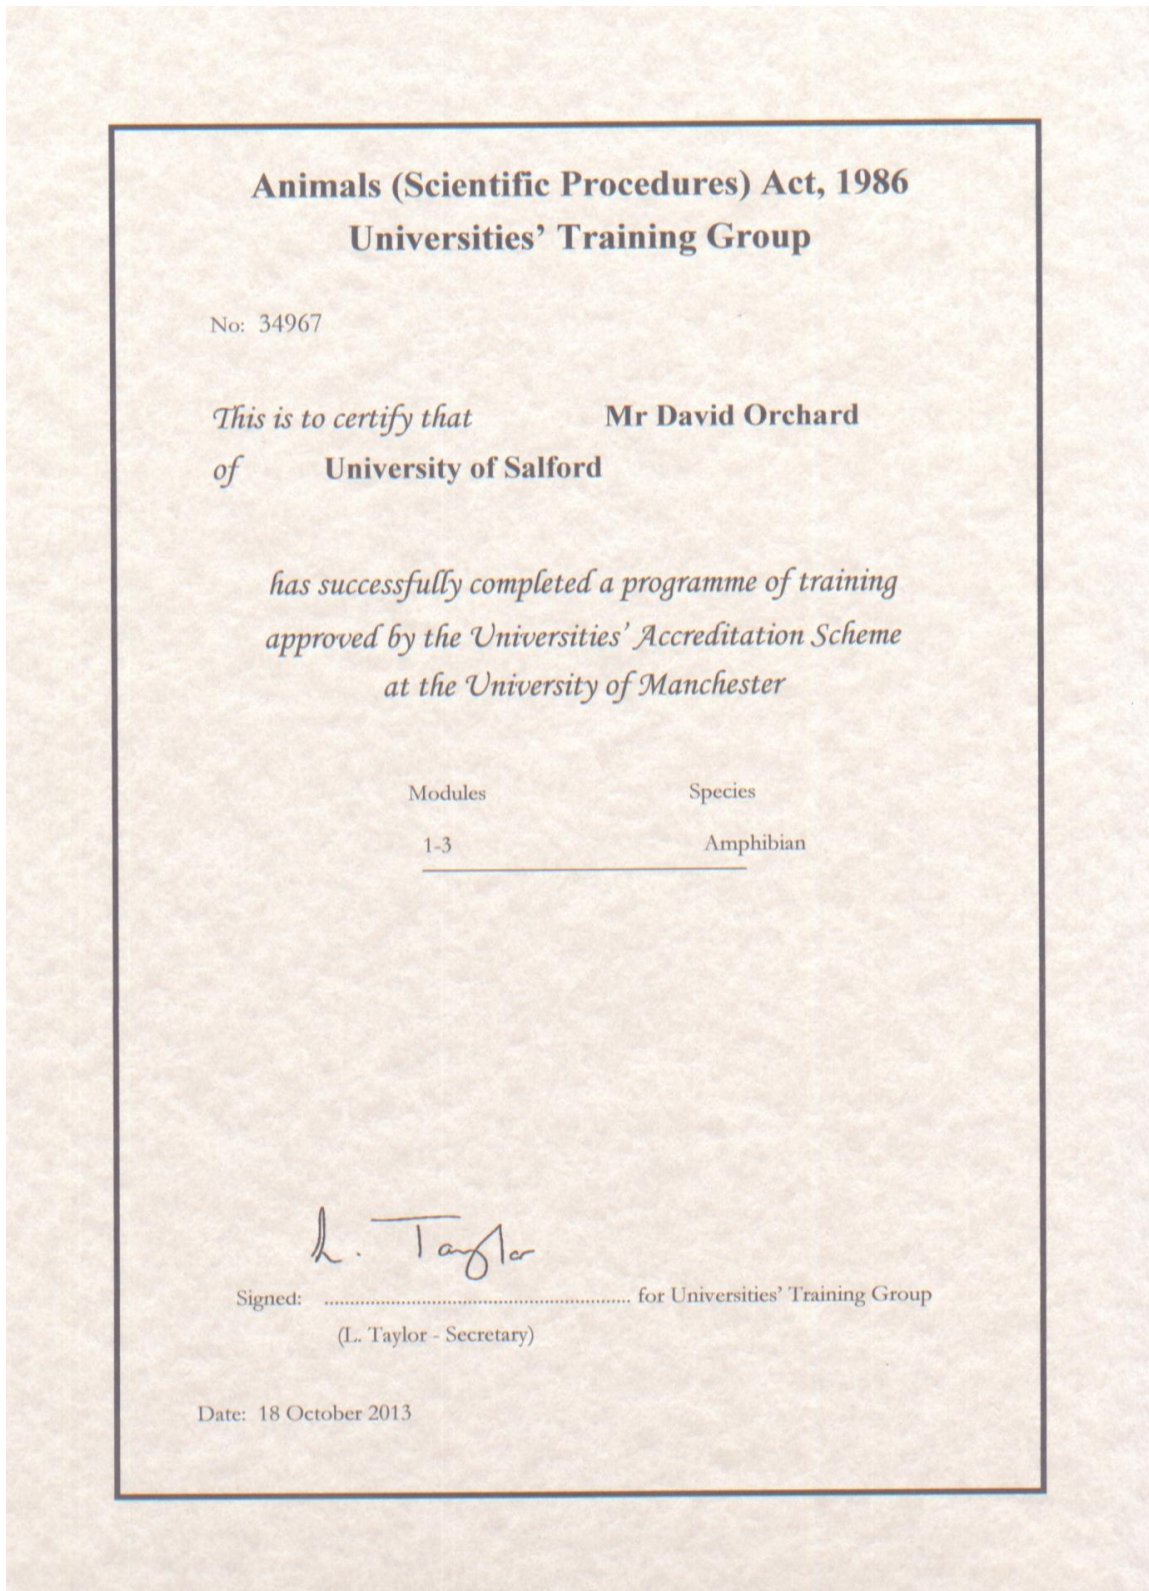 Animals (Scientific Procedures) Act, 1986
Universities' Training Group
No: 34967
This is to certify that Mr David Orchard
of University of Salford
has successfully completed a programme of training
approved by the Universities' Accreditation Scheme
at the University of Manchester
Modules Species
1-3 Amphibian
L. Taylor
Signed: ............................................................ for Universities' Training Group
(L. Taylor - Secretary)
Date: 18 October 2013